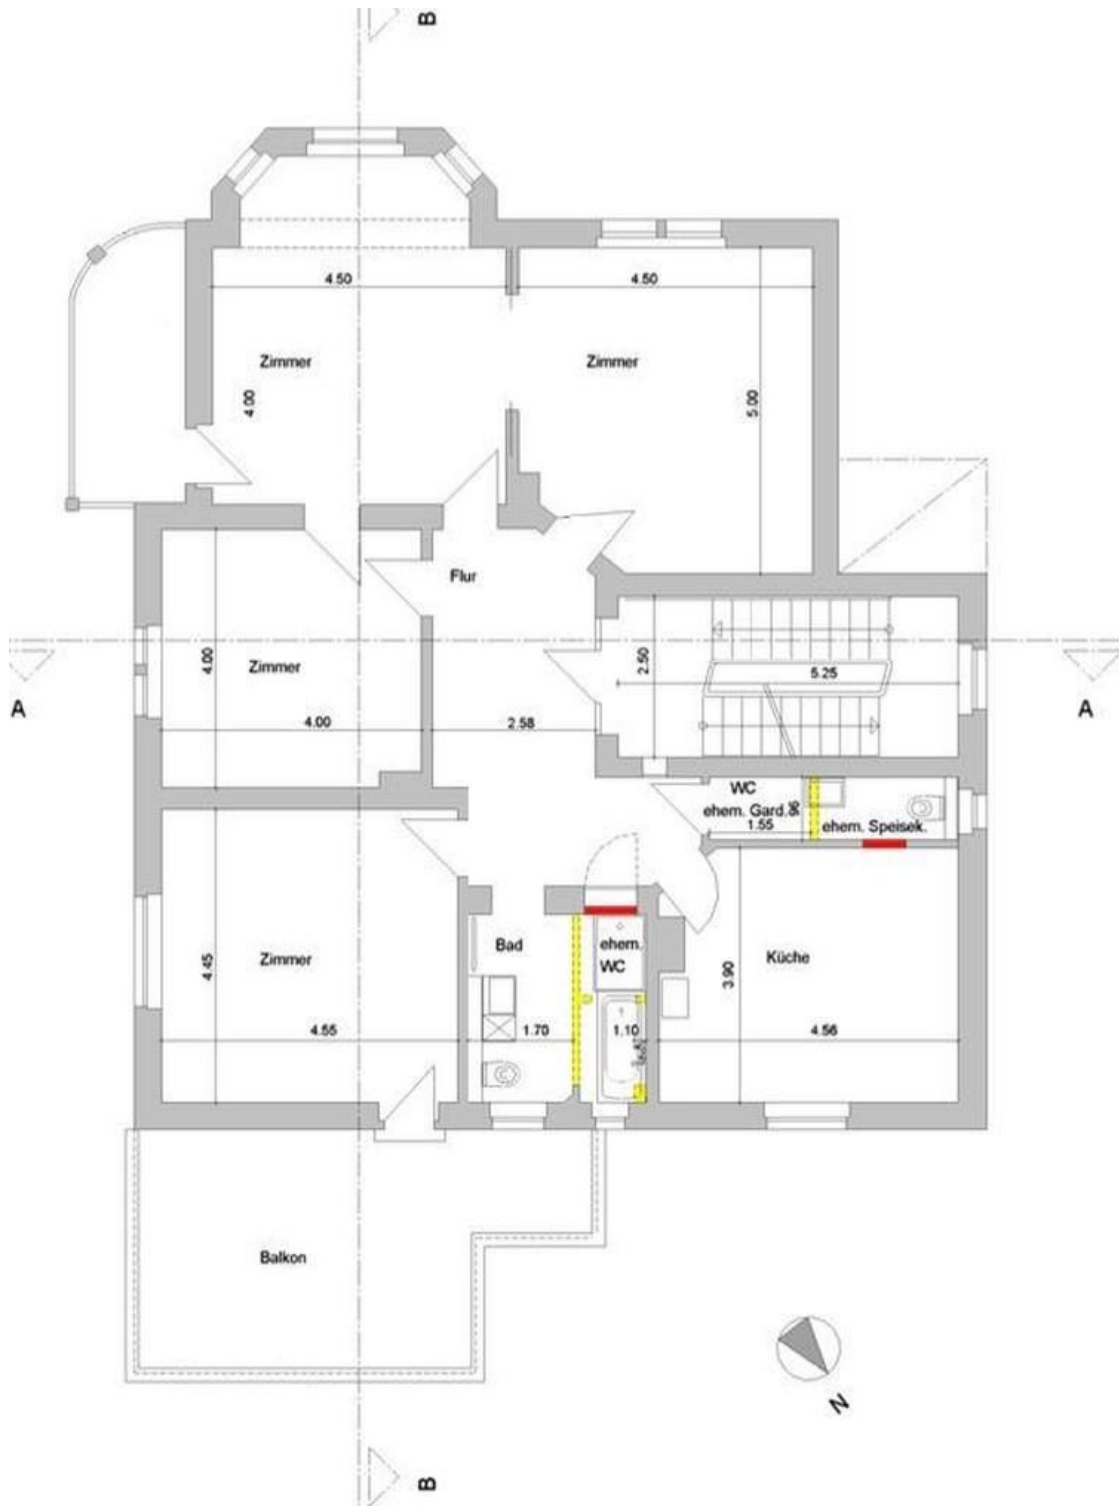 B
4.50
4.50
Zimmer
Zimmer
4.00
5.00
Flur
4.00
Zimmer
2.50
5.25
A
A
4.00
2.58
WC
ehem. Gard.
96
1.55
ehem. Speisek.
Bad
ehem.
WC
Küche
Zimmer
4.45
3.90
4.55
1.70
1.10
4.56
Balkon
N
B